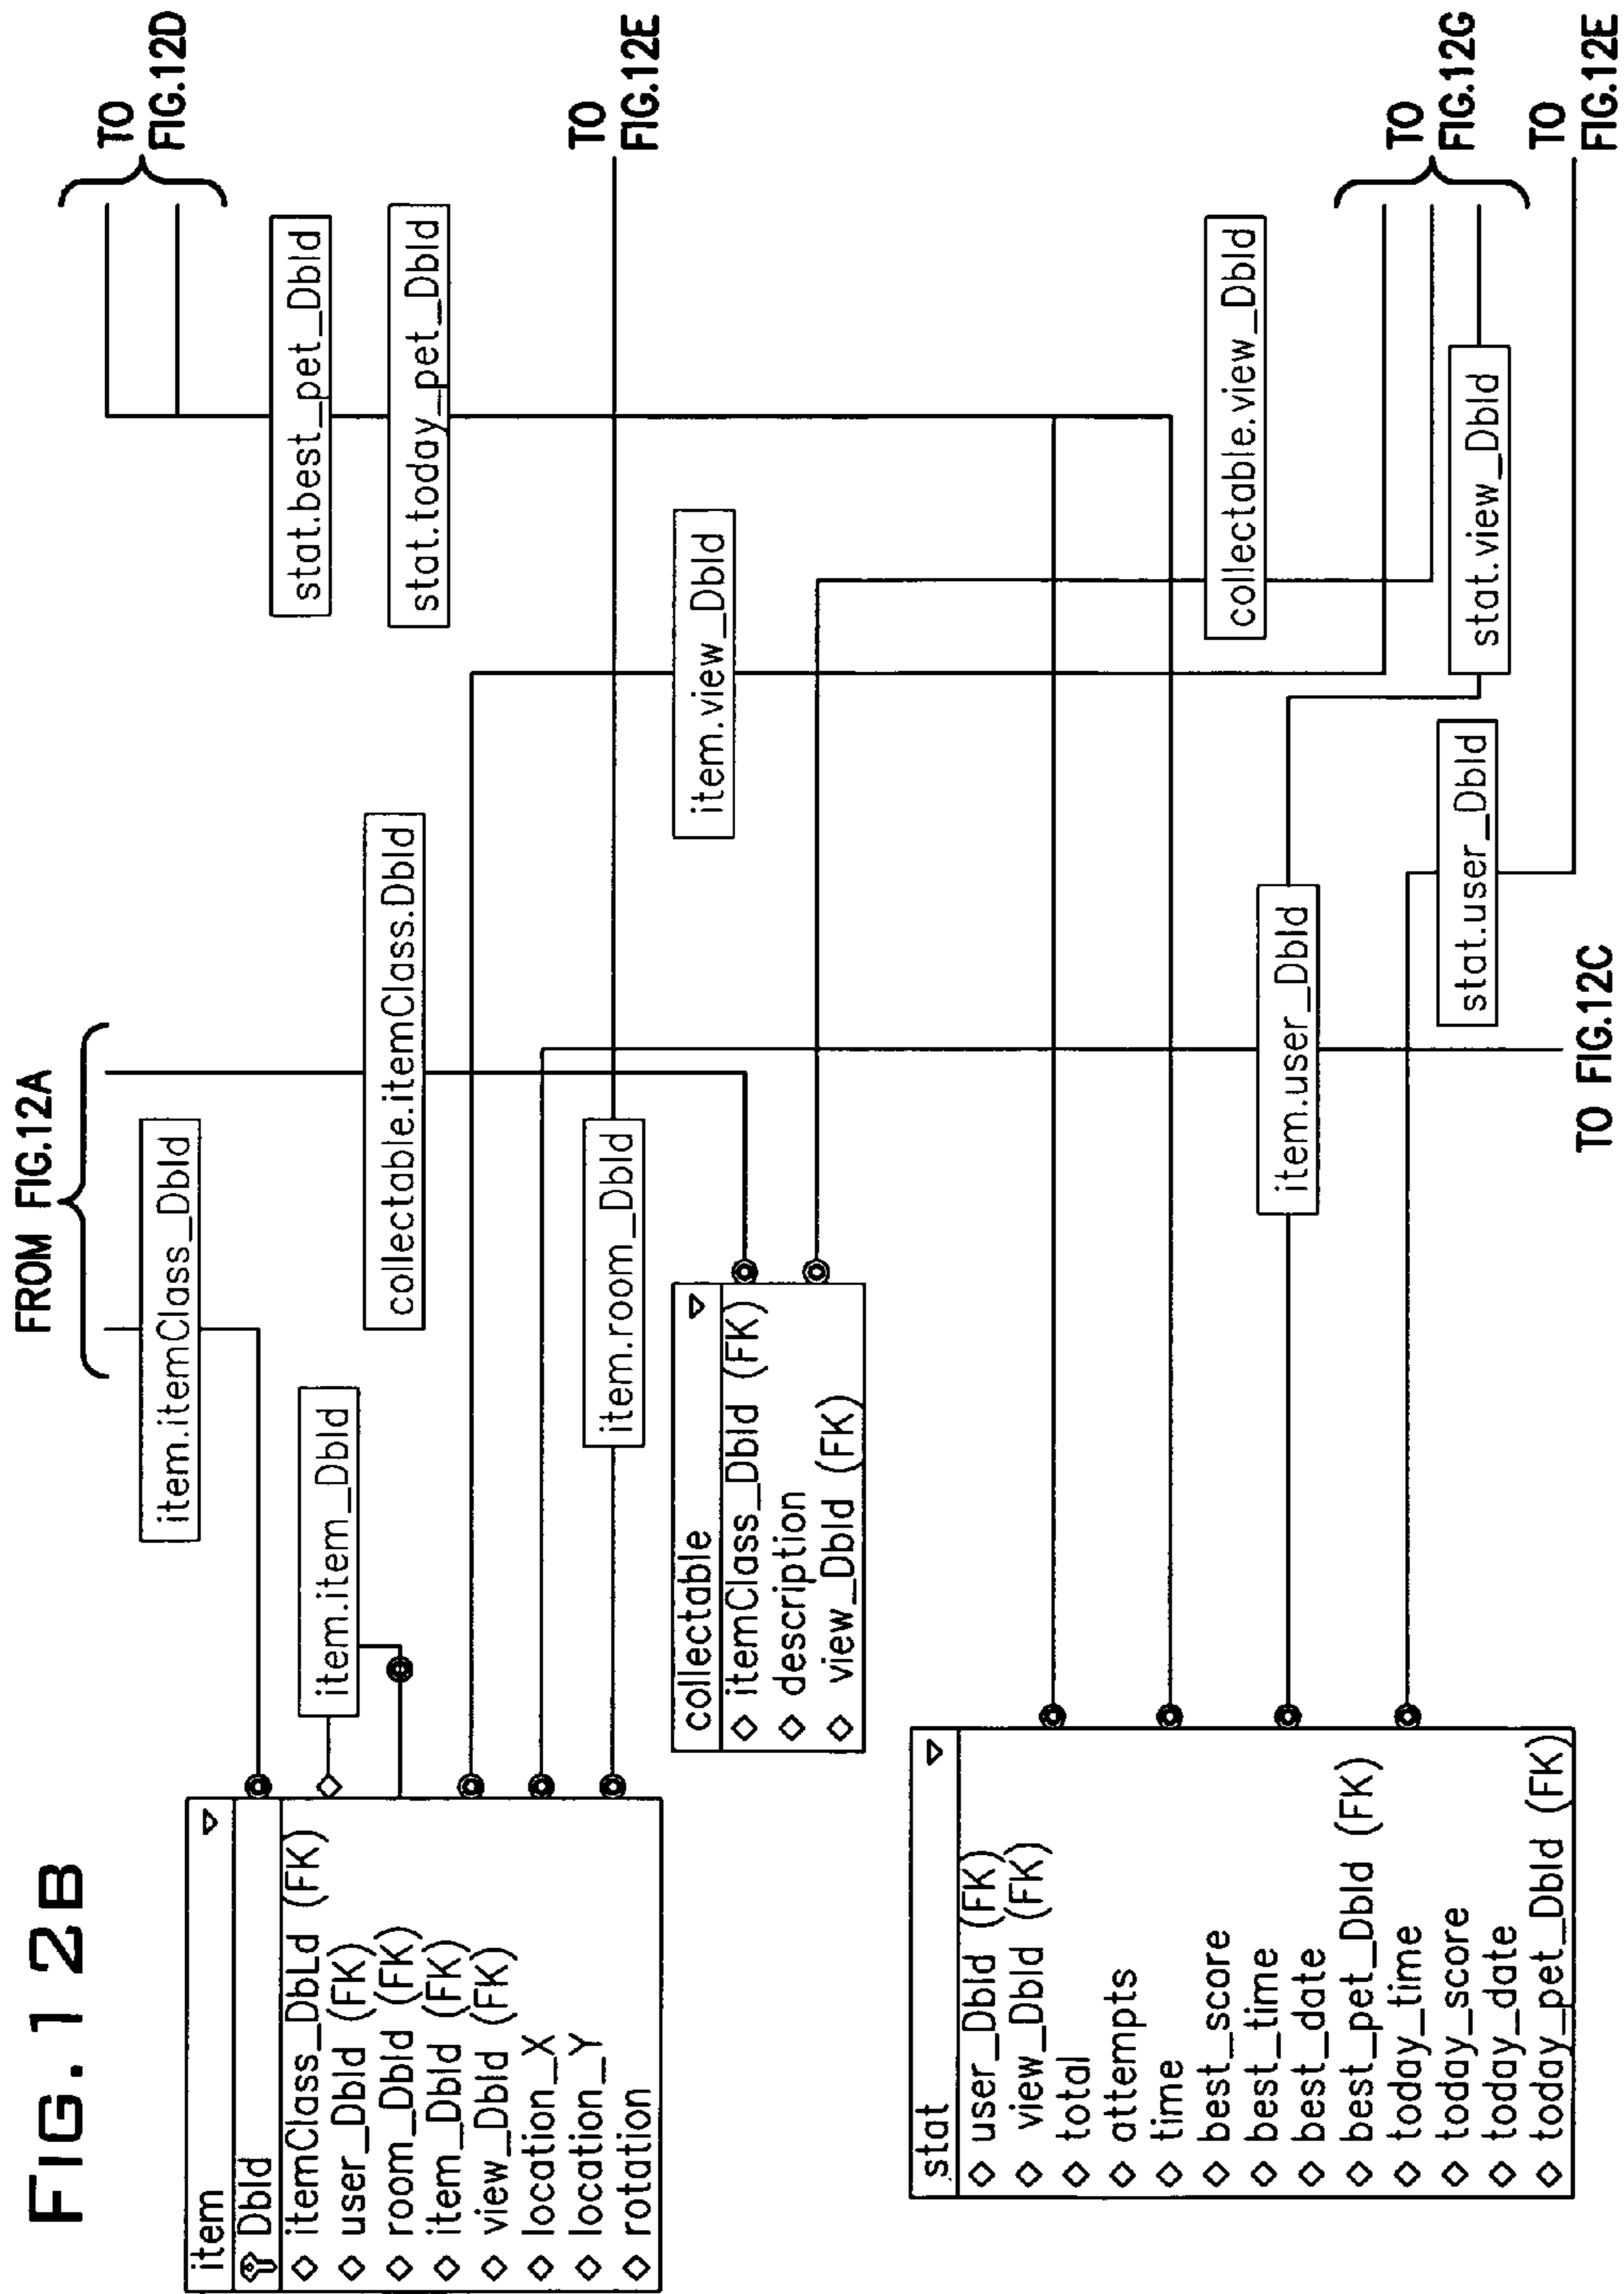 FIG. 12B
FROM FIG.12A
item.itemClass_DbId
item.item_DbId
collectable.itemClass.DbId
item.room_DbId
item
DbId
itemClass_DbLd (FK)
user_DbId (FK)
room_DbId (FK)
item_DbId (FK)
view_DbId (FK)
location_X
location_Y
rotation
collectable
itemClass_DbId (FK)
description
view_DbId (FK)
stat
user_DbId (FK)
view_DbId (FK)
total
attempts
time
best_score
best_time
best_date
best_pet_DbId (FK)
today_time
today_score
today_date
today_pet_DbId (FK)
TO
FIG.12D
stat.best_pet_DbId
stat.today_pet_DbId
TO
FIG.12E
item.view_DbId
collectable.view_DbId
item.user_DbId
stat.view_DbId
stat.user_DbId
TO
FIG.12G
TO
FIG.12E
TO FIG.12C